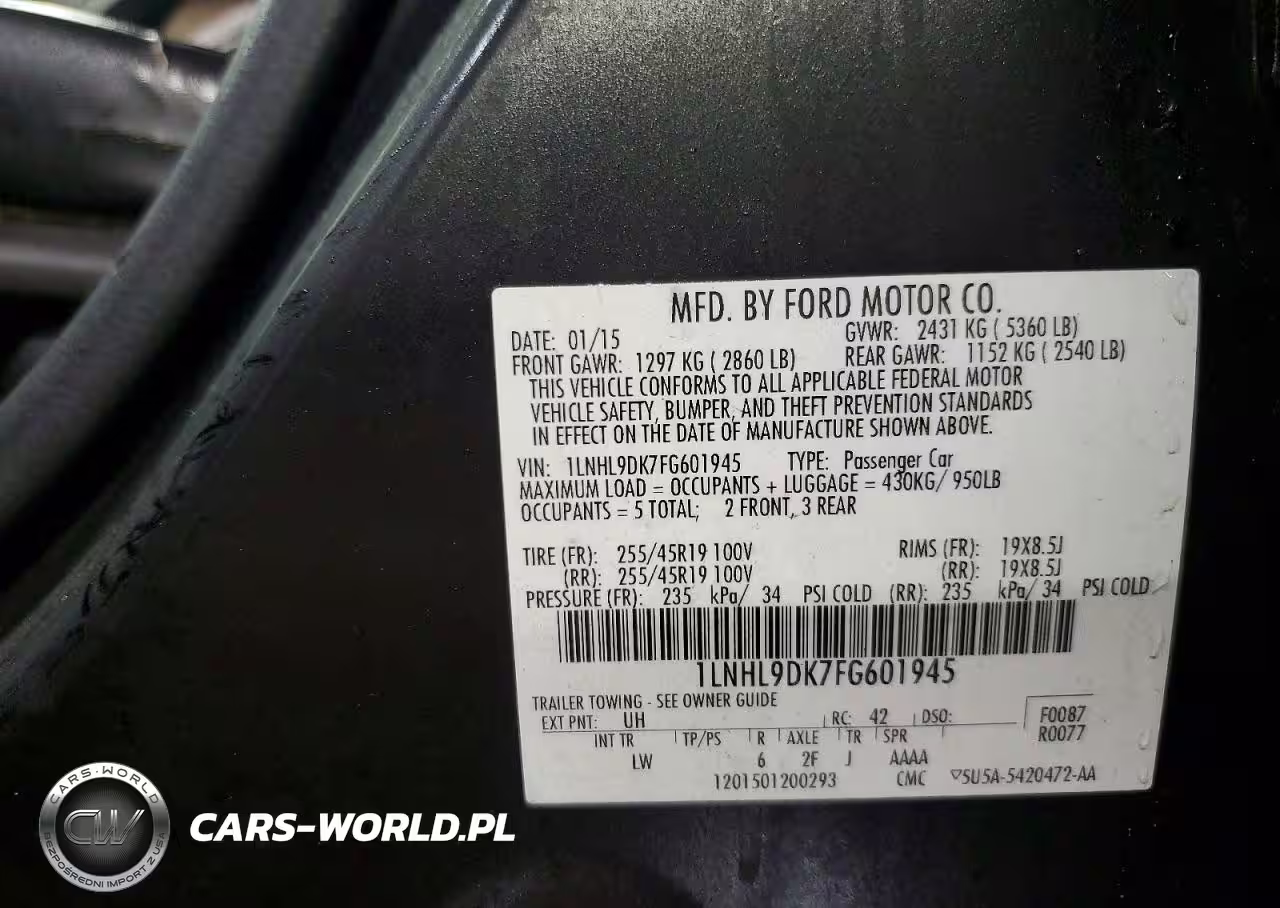 MFD. BY FORD MOTOR CO.
DATE: 01/15 GVWR: 2431 KG ( 5360 LB)
FRONT GAWR: 1297 KG ( 2860 LB) REAR GAWR: 1152 KG ( 2540 LB)
THIS VEHICLE CONFORMS TO ALL APPLICABLE FEDERAL MOTOR
VEHICLE SAFETY, BUMPER, AND THEFT PREVENTION STANDARDS
IN EFFECT ON THE DATE OF MANUFACTURE SHOWN ABOVE.
VIN: 1LNHL9DK7FG601945 TYPE: Passenger Car
MAXIMUM LOAD = OCCUPANTS + LUGGAGE = 430KG/ 950LB
OCCUPANTS = 5 TOTAL; 2 FRONT, 3 REAR
TIRE (FR): 255/45R19 100V RIMS (FR): 19X8.5J
(RR): 255/45R19 100V (RR): 19X8.5J
PRESSURE (FR): 235 kPa/ 34 PSI COLD (RR): 235 kPa/ 34 PSI COLD
1LNHL9DK7FG601945
TRAILER TOWING - SEE OWNER GUIDE
EXT PNT: UH RC: 42 DSO: F0087
INT TR TP/PS R AXLE TR SPR R0077
LW 6 2F J AAAA
1201501200293 CMC ▽5U5A-5420472-AA
CARS-WORLD
CW
BEZPOŚREDNI IMPORT Z USA
CARS-WORLD.PL